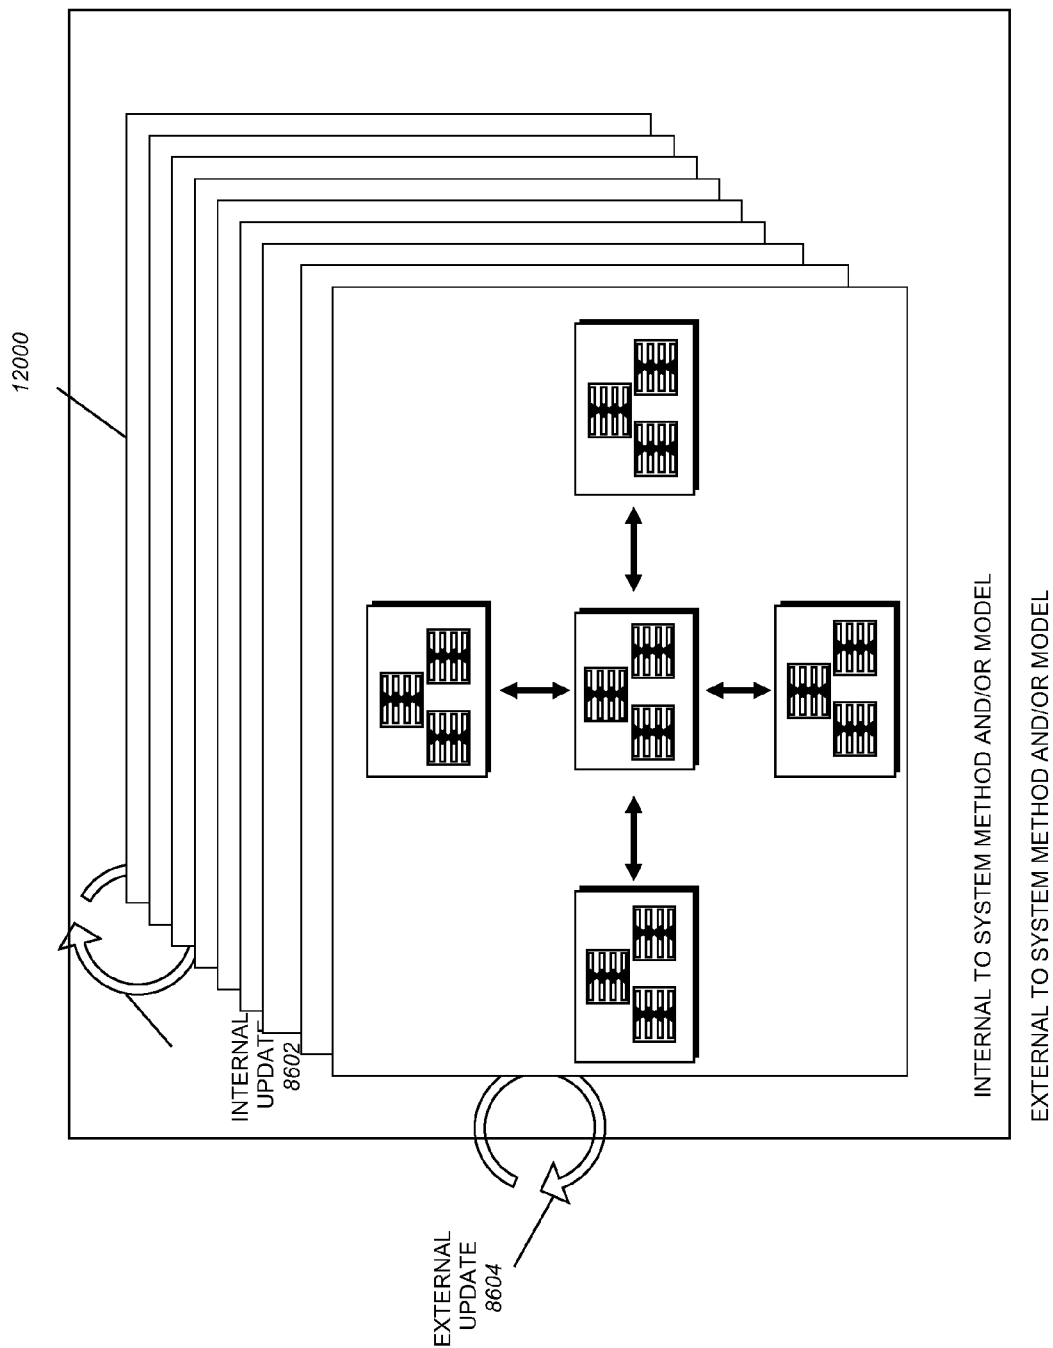 12000
INTERNAL
UPDATE
8602
EXTERNAL
UPDATE
8604
INTERNAL TO SYSTEM METHOD AND/OR MODEL
EXTERNAL TO SYSTEM METHOD AND/OR MODEL